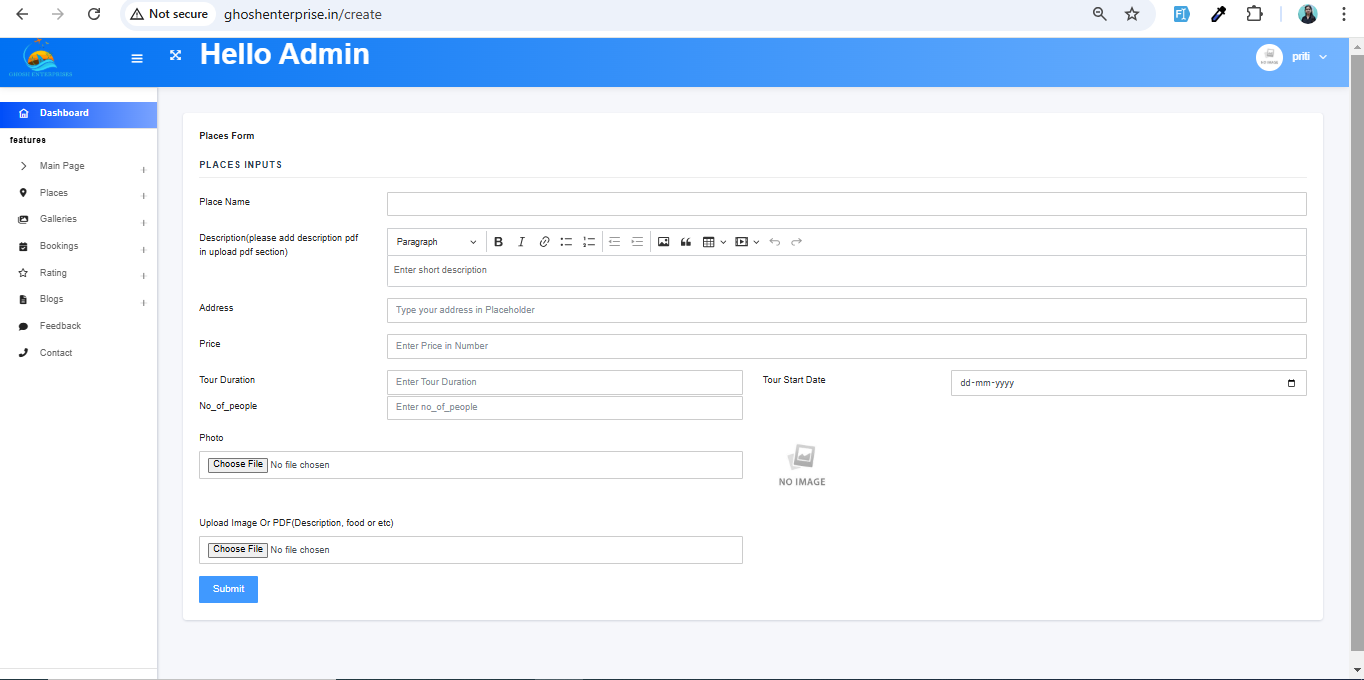 Not secure
ghoshenterprise.in/create
GHOSH ENTERPRISES
Hello Admin
NO IMAGE
priti
Dashboard
features
Main Page
Places
Galleries
Bookings
Rating
Blogs
Feedback
Contact
Places Form
PLACES INPUTS
Place Name
Description(please add description pdf
in upload pdf section)
Paragraph
Enter short description
Address
Type your address in Placeholder
Price
Enter Price in Number
Tour Duration
Enter Tour Duration
Tour Start Date
dd-mm-yyyy
No_of_people
Enter no_of_people
Photo
Choose File No file chosen
NO IMAGE
Upload Image Or PDF(Description, food or etc)
Choose File No file chosen
Submit